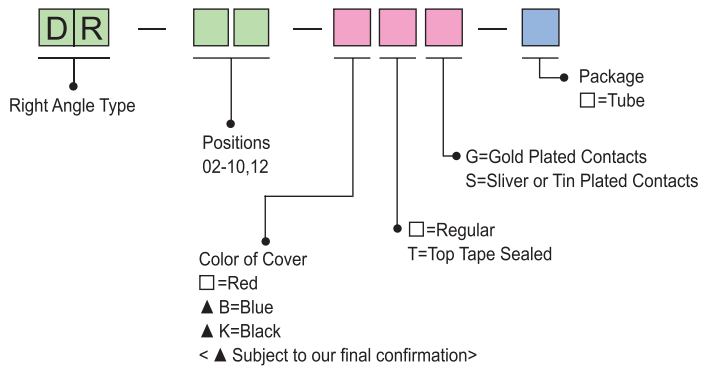 DR
Right Angle Type
Positions
02-10,12
Color of Cover
□=Red
▲ B=Blue
▲ K=Black
< ▲ Subject to our final confirmation>
□=Regular
T=Top Tape Sealed
G=Gold Plated Contacts
S=Sliver or Tin Plated Contacts
Package
□=Tube